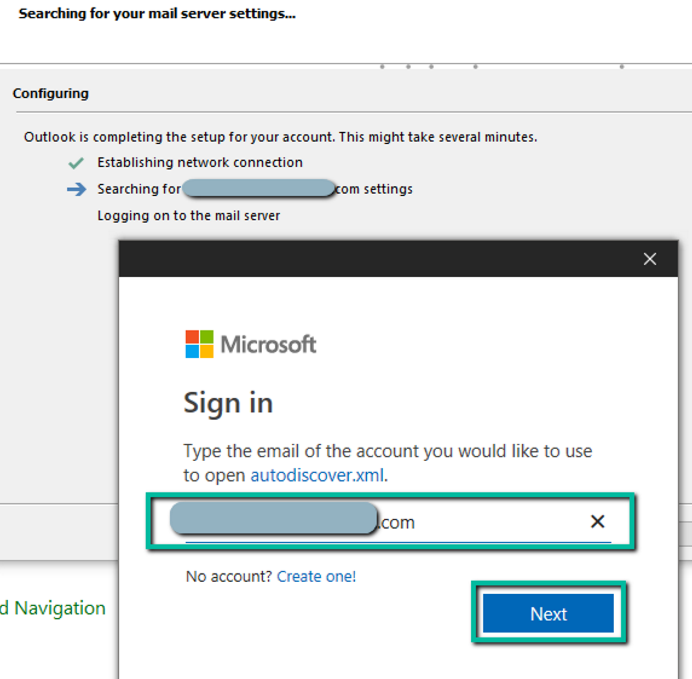 Searching for your mail server settings...
Configuring
Outlook is completing the setup for your account. This might take several minutes.
Establishing network connection
Searching for com settings
Logging on to the mail server
Microsoft
Sign in
Type the email of the account you would like to use
to open autodiscover.xml.
.com
No account? Create one!
d Navigation
Next